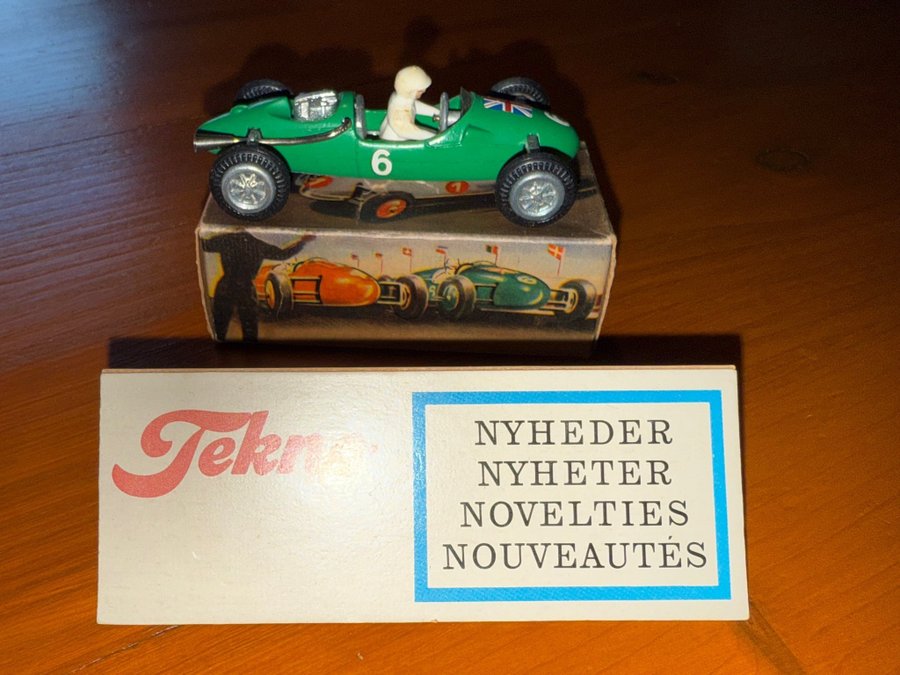 6
Tekno
NYHEDER
NYHETER
NOVELTIES
NOUVEAUTÉS